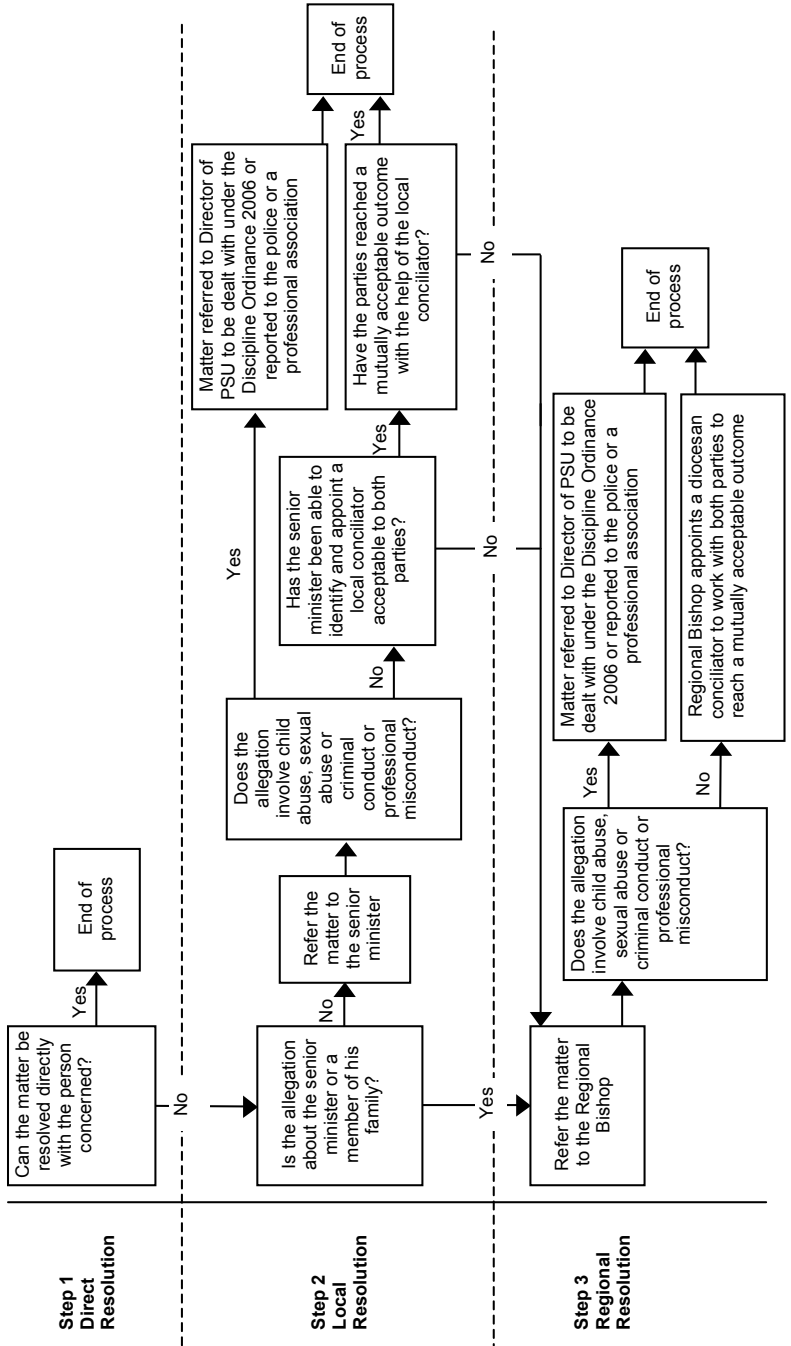 Step 1
Direct
Resolution
Can the matter be
resolved directly
with the person
concerned?
Yes
End of
process
No
Step 2
Local
Resolution
Is the allegation
about the senior
minister or a
member of his
family?
No
Refer the
matter to
the senior
minister
Does the
allegation
involve child
abuse, sexual
abuse or
criminal
conduct or
professional
misconduct?
Yes
Matter referred to Director of
PSU to be dealt with under the
Discipline Ordinance 2006 or
reported to the police or a
professional association
No
Has the senior
minister been able to
identify and appoint a
local conciliator
acceptable to both
parties?
Yes
Have the parties reached a
mutually acceptable outcome
with the help of the local
conciliator?
Yes
End of
process
Yes
No
No
Step 3
Regional
Resolution
Refer the matter
to the Regional
Bishop
Does the allegation
involve child abuse,
sexual abuse or
criminal conduct or
professional
misconduct?
Yes
Matter referred to Director of PSU to be
dealt with under the Discipline Ordinance
2006 or reported to the police or a
professional association
No
Regional Bishop appoints a diocesan
conciliator to work with both parties to
reach a mutually acceptable outcome
End of
process